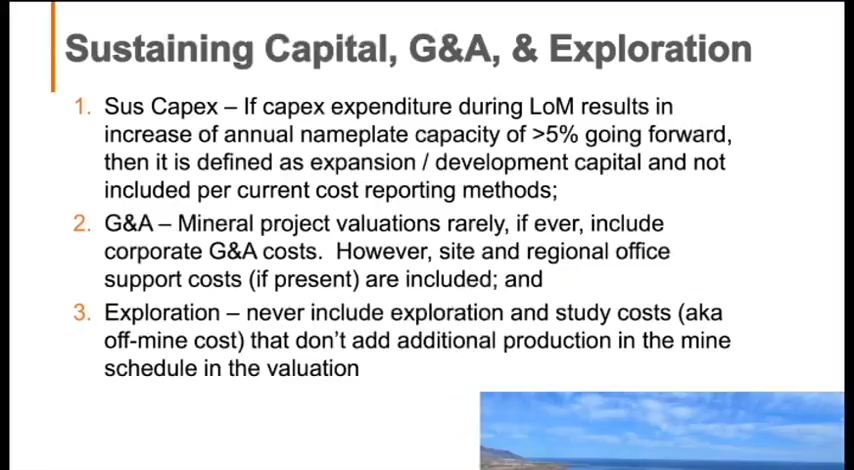 Sustaining Capital, G&A, & Exploration
1. Sus Capex – If capex expenditure during LoM results in
increase of annual nameplate capacity of >5% going forward,
then it is defined as expansion / development capital and not
included per current cost reporting methods;
2. G&A – Mineral project valuations rarely, if ever, include
corporate G&A costs.  However, site and regional office
support costs (if present) are included; and
3. Exploration – never include exploration and study costs (aka
off-mine cost) that don’t add additional production in the mine
schedule in the valuation